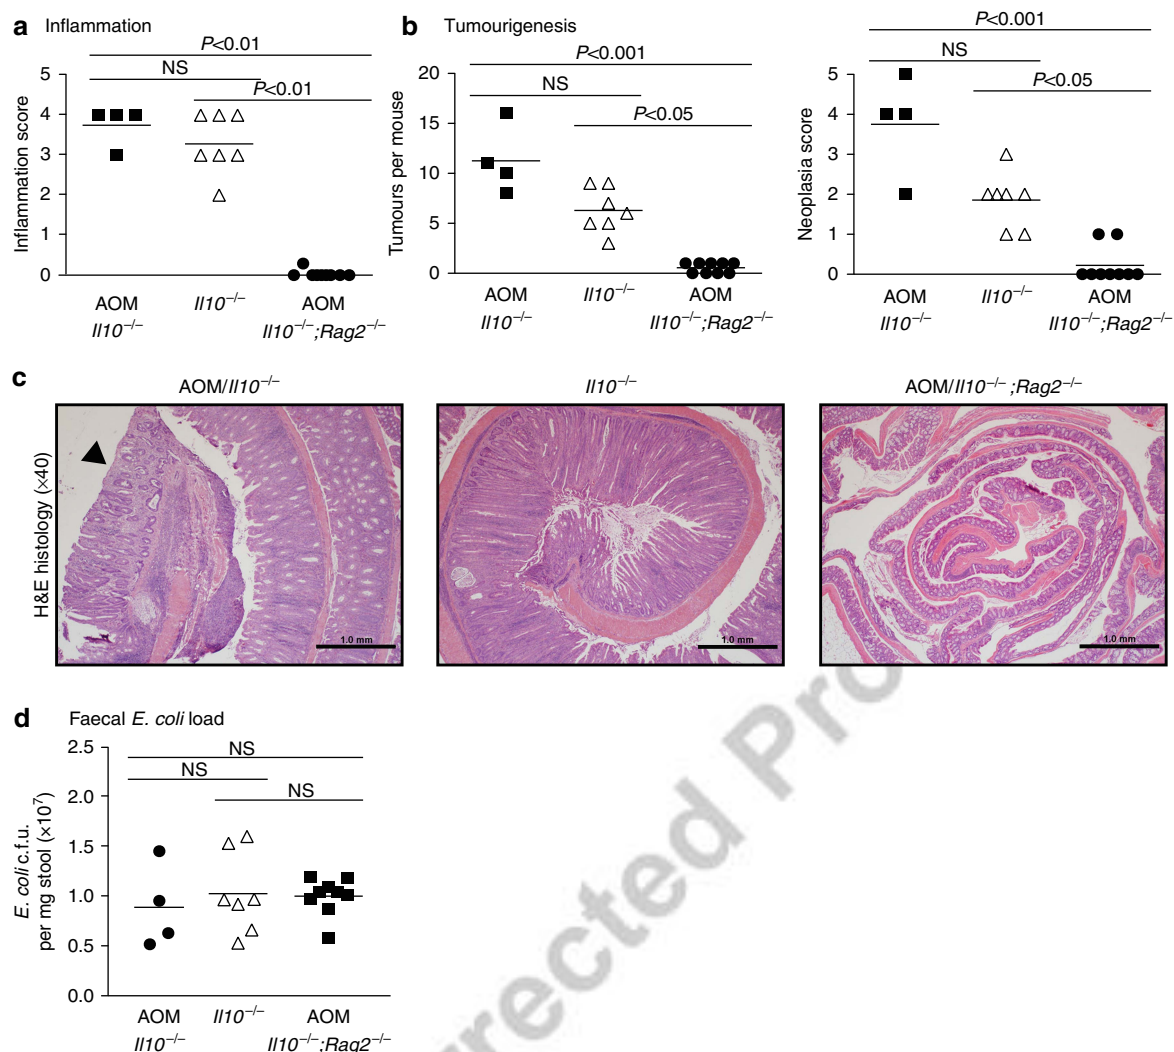 a Inflammation
P<0.01
NS
P<0.01
5
4
3
2
1
0
Inflammation score
AOM
Il10−/−
Il10−/−
AOM
Il10−/−;Rag2−/−
b Tumourigenesis
P<0.001
NS
P<0.05
20
15
10
5
0
Tumours per mouse
AOM
Il10−/−
Il10−/−
AOM
Il10−/−;Rag2−/−
P<0.001
NS
P<0.05
5
4
3
2
1
0
Neoplasia score
AOM
Il10−/−
Il10−/−
AOM
Il10−/−;Rag2−/−
c
AOM/Il10−/−
Il10−/−
AOM/Il10−/−;Rag2−/−
H&E histology (×40)
1.0 mm
1.0 mm
1.0 mm
d Faecal E. coli load
NS
NS
NS
2.5
2.0
1.5
1.0
0.5
0.0
E. coli c.f.u.
per mg stool (×10⁷)
AOM
Il10−/−
Il10−/−
AOM
Il10−/−;Rag2−/−
rected Pro